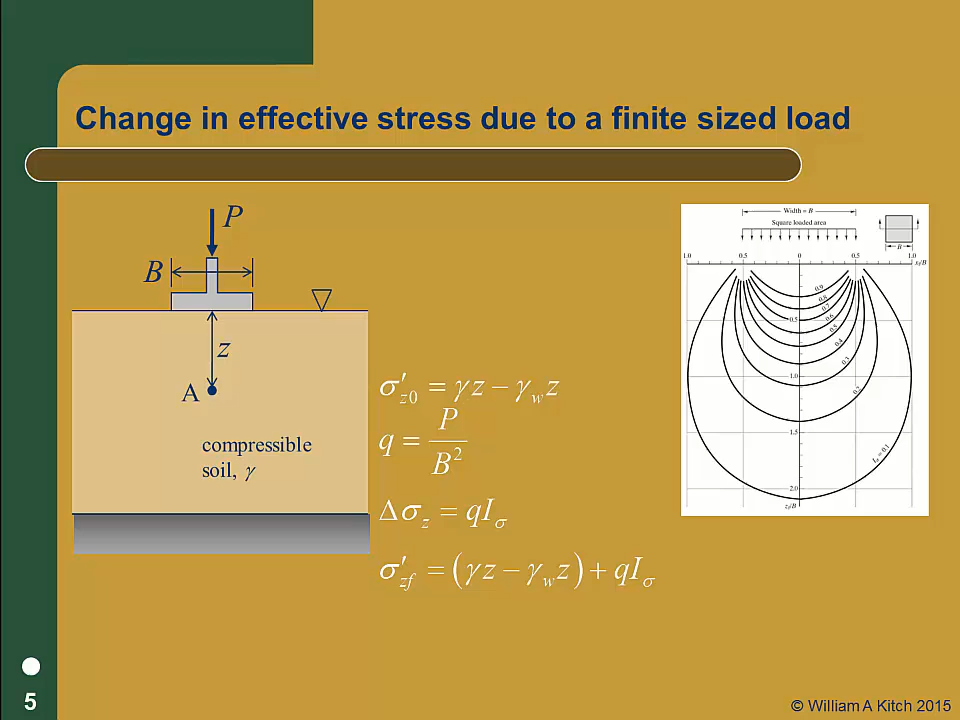 Change in effective stress due to a finite sized load
P
B
z
A
compressible
soil, γ
σ′z0 = γz − γwz
q = P / B²
Δσz = qIσ
σ′zf = (γz − γwz) + qIσ
Width = B
Square loaded area
B
1.0 0.5 0 0.5 1.0
xf/B
0.9
0.8
0.7
0.6
0.5
0.4
0.3
0.2
Iσ = 0.1
0.5
1.0
1.5
2.0
zf/B
5
© William A Kitch 2015